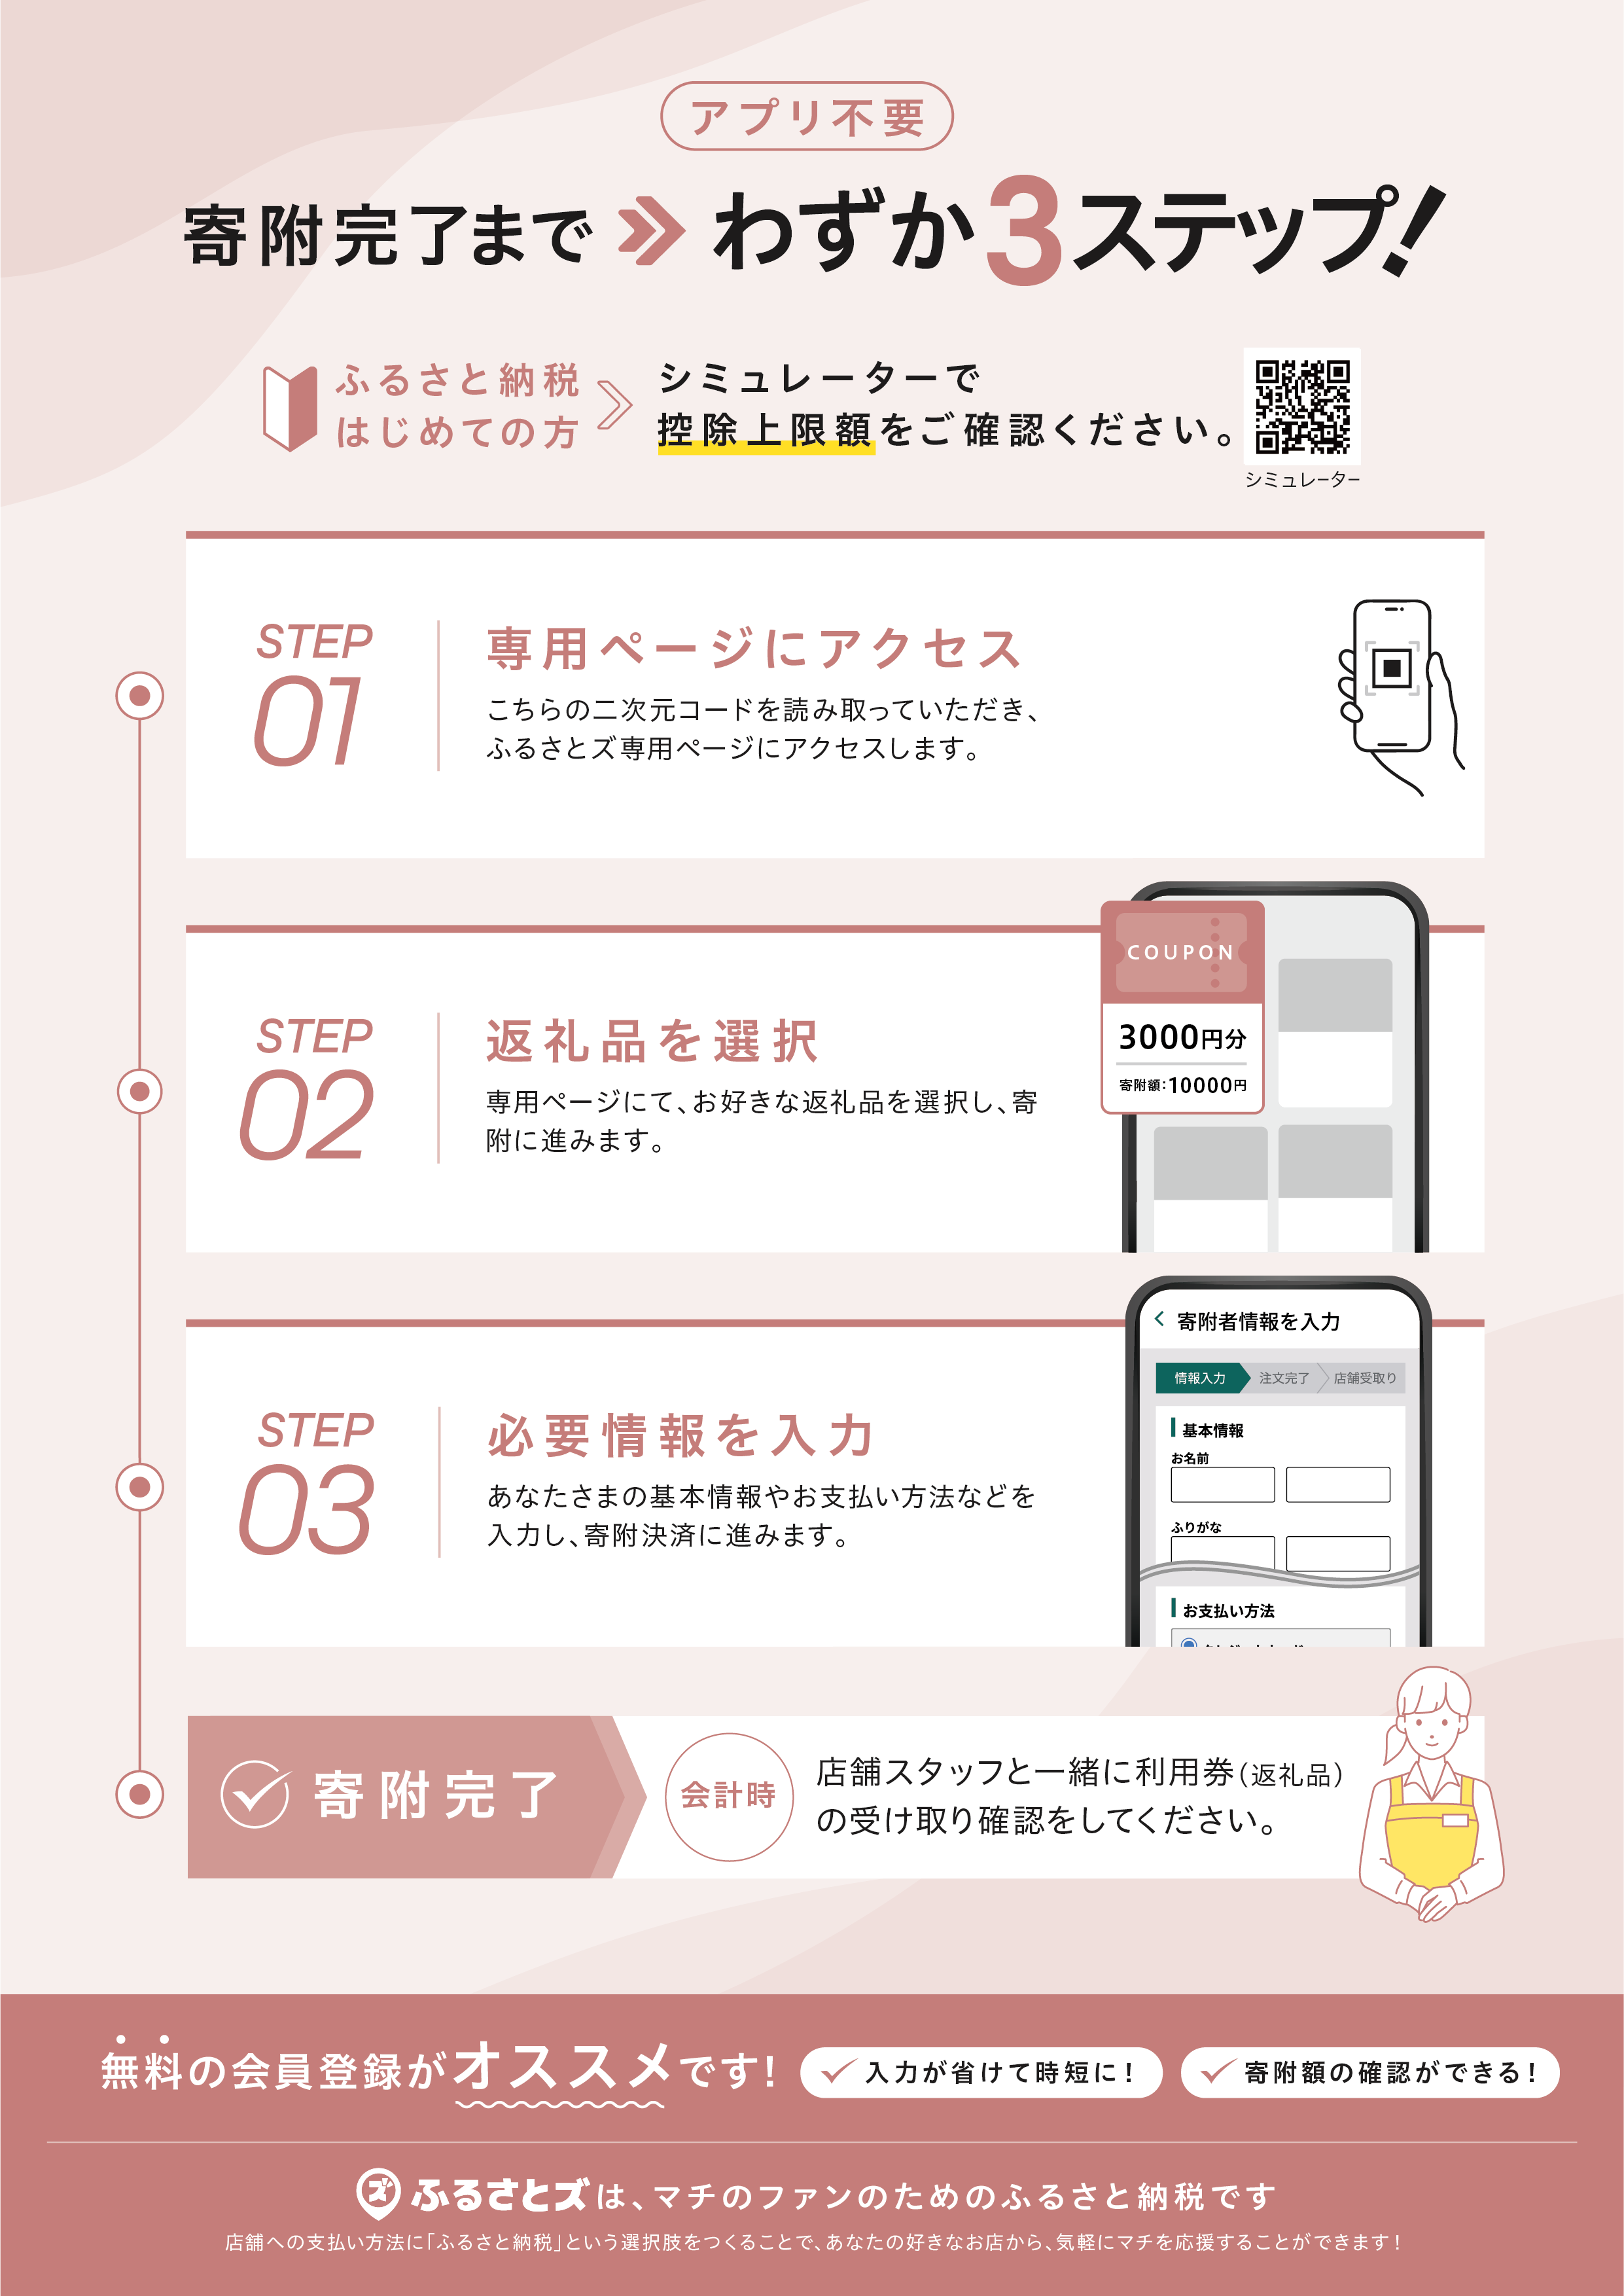 アプリ不要
寄附完了まで わずか3ステップ!
ふるさと納税
はじめての方
シミュレーターで
控除上限額をご確認ください。
シミュレーター
STEP
01
専用ページにアクセス
こちらの二次元コードを読み取っていただき、
ふるさとズ専用ページにアクセスします。
STEP
02
返礼品を選択
専用ページにて、お好きな返礼品を選択し、寄
附に進みます。
COUPON
3000円分
寄附額:10000円
STEP
03
必要情報を入力
あなたさまの基本情報やお支払い方法などを
入力し、寄附決済に進みます。
寄附者情報を入力
情報入力 注文完了 店舗受取り
基本情報
お名前
ふりがな
お支払い方法
寄附完了
会計時
店舗スタッフと一緒に利用券(返礼品)
の受け取り確認をしてください。
無料の会員登録がオススメです!
入力が省けて時短に!
寄附額の確認ができる!
ズ ふるさとズは、マチのファンのためのふるさと納税です
店舗への支払い方法に「ふるさと納税」という選択肢をつくることで、あなたの好きなお店から、気軽にマチを応援することができます!